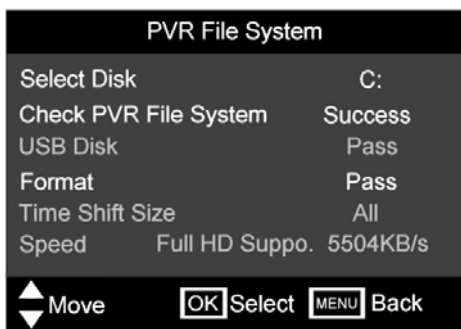 PVR File System
Select Disk C:
Check PVR File System Success
USB Disk Pass
Format Pass
Time Shift Size All
Speed Full HD Suppo. 5504KB/s
Move OK Select MENU Back